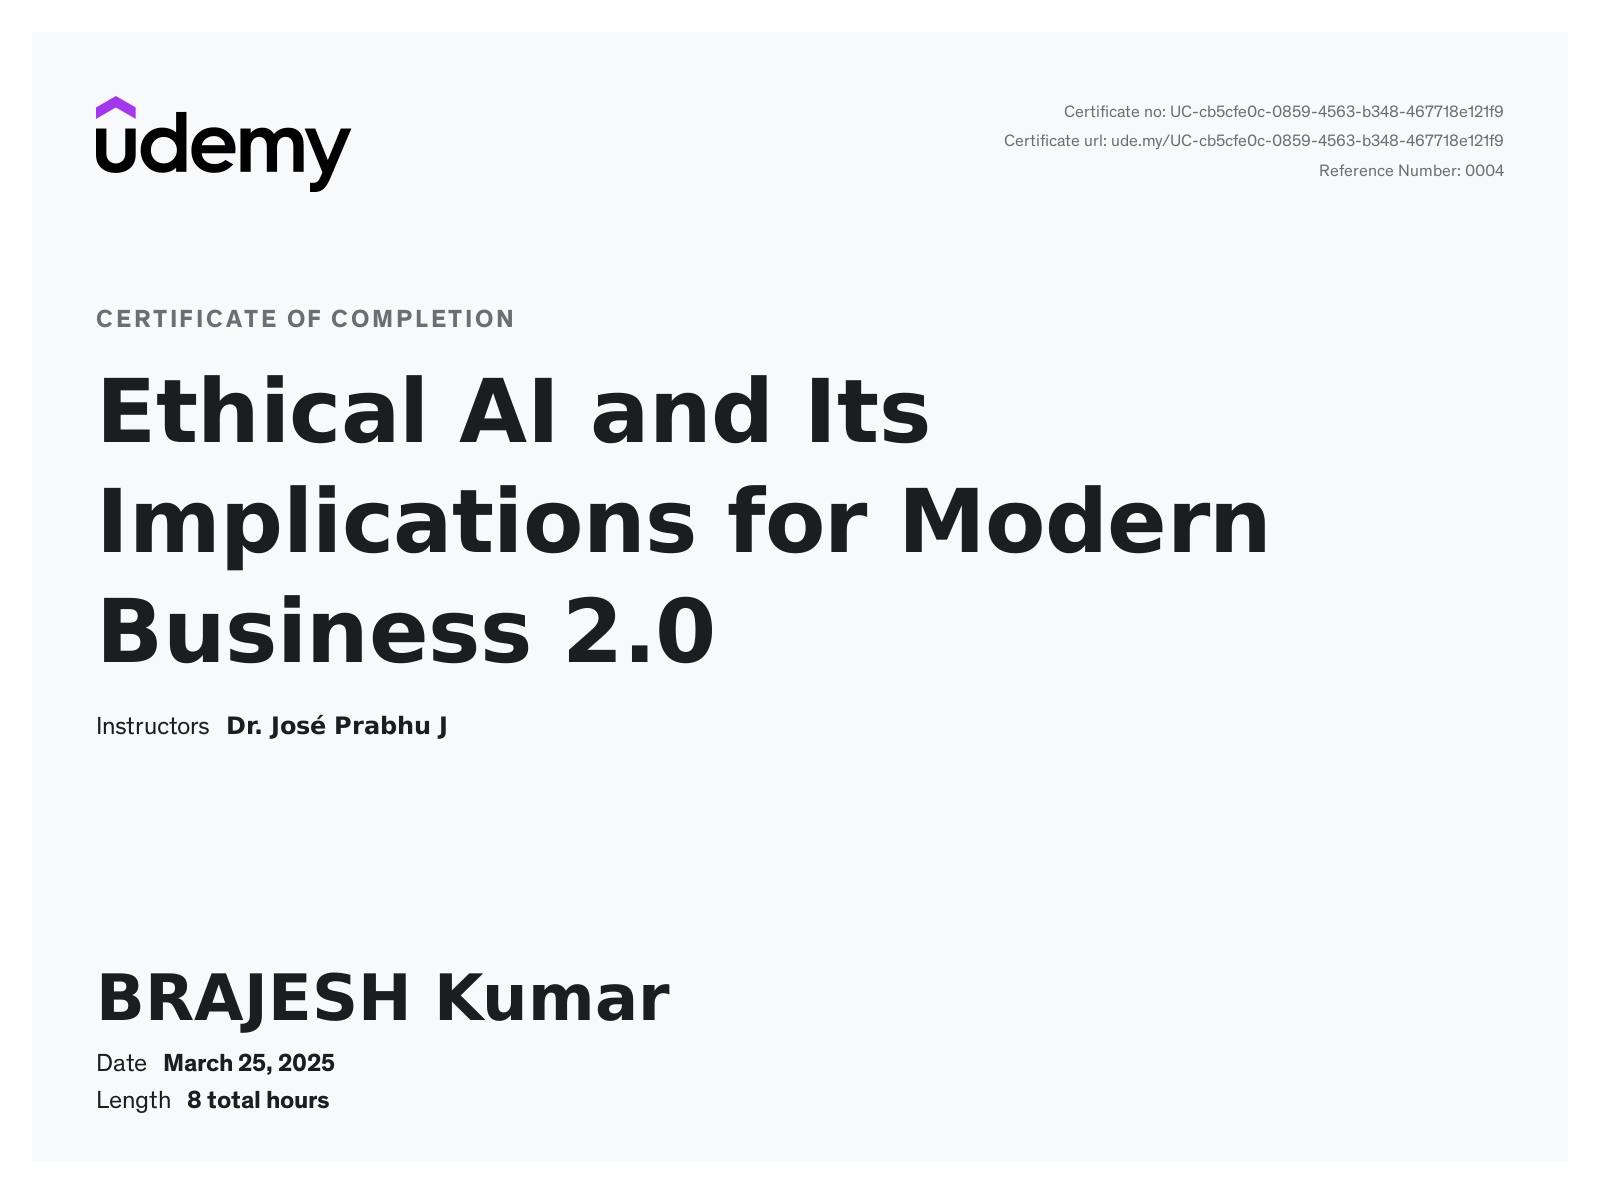 udemy
Certificate no: UC-cb5cfe0c-0859-4563-b348-467718e121f9
Certificate url: ude.my/UC-cb5cfe0c-0859-4563-b348-467718e121f9
Reference Number: 0004
CERTIFICATE OF COMPLETION
Ethical AI and Its
Implications for Modern
Business 2.0
Instructors Dr. José Prabhu J
BRAJESH Kumar
Date March 25, 2025
Length 8 total hours